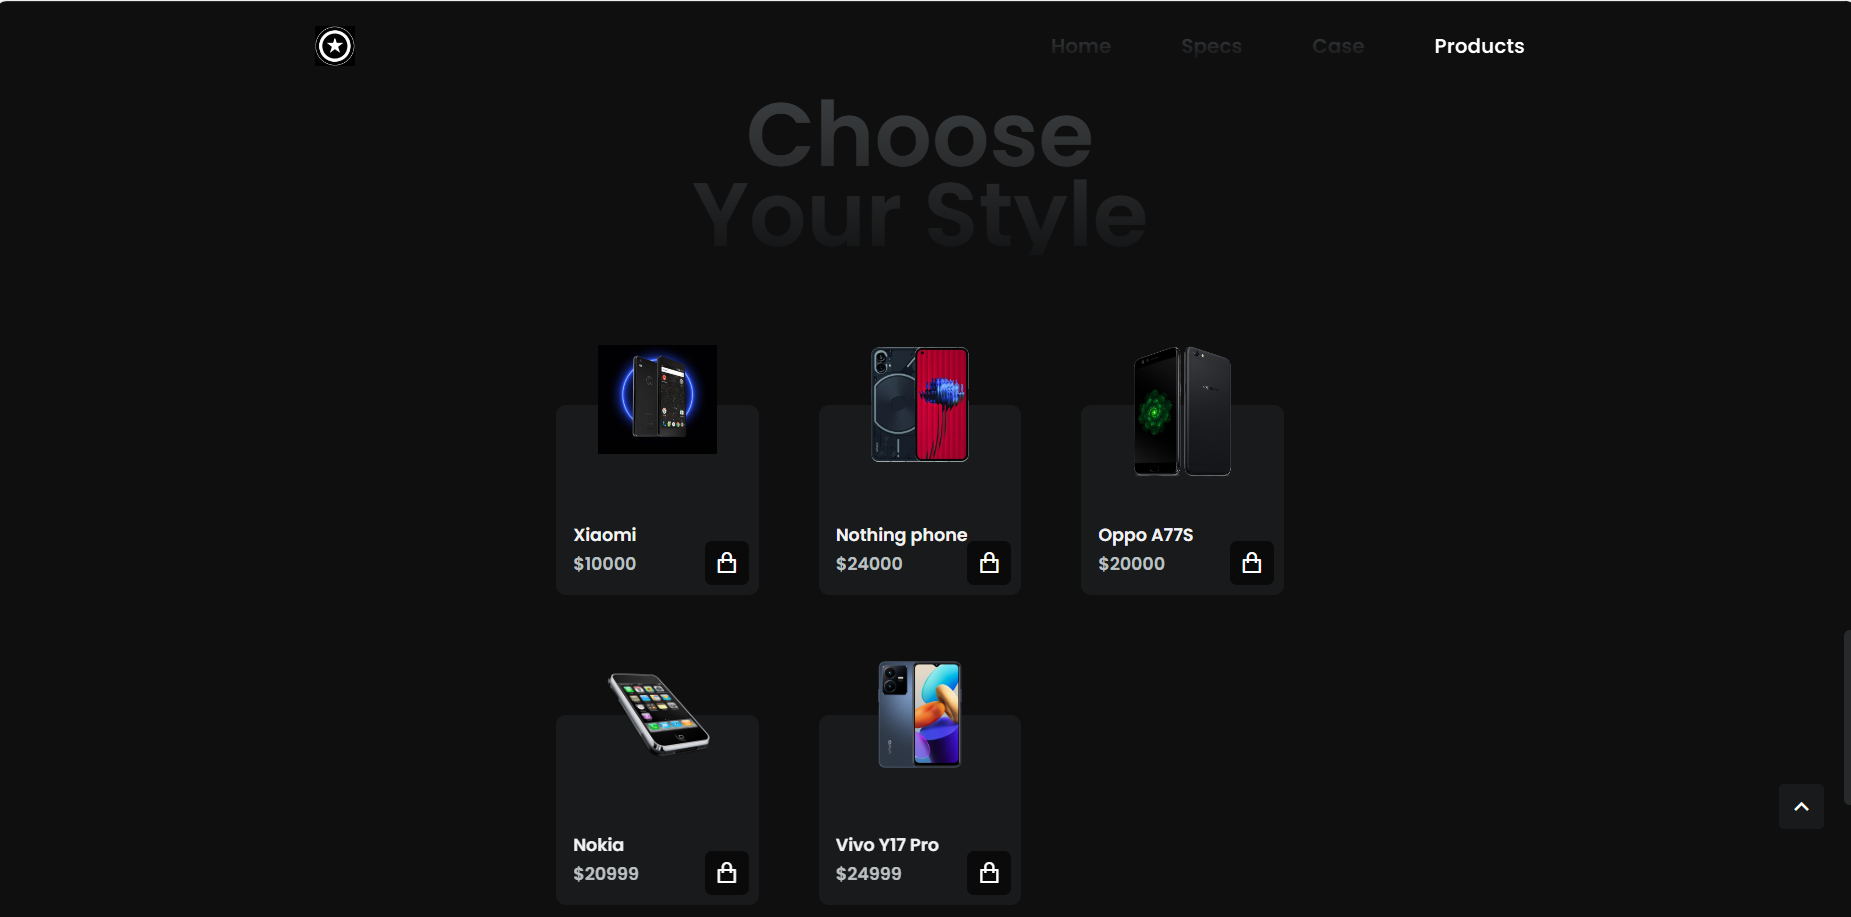 Home Specs Case Products
Choose
Your Style
Xiaomi
$10000
Nothing phone
$24000
Oppo A77S
$20000
Nokia
$20999
Vivo Y17 Pro
$24999